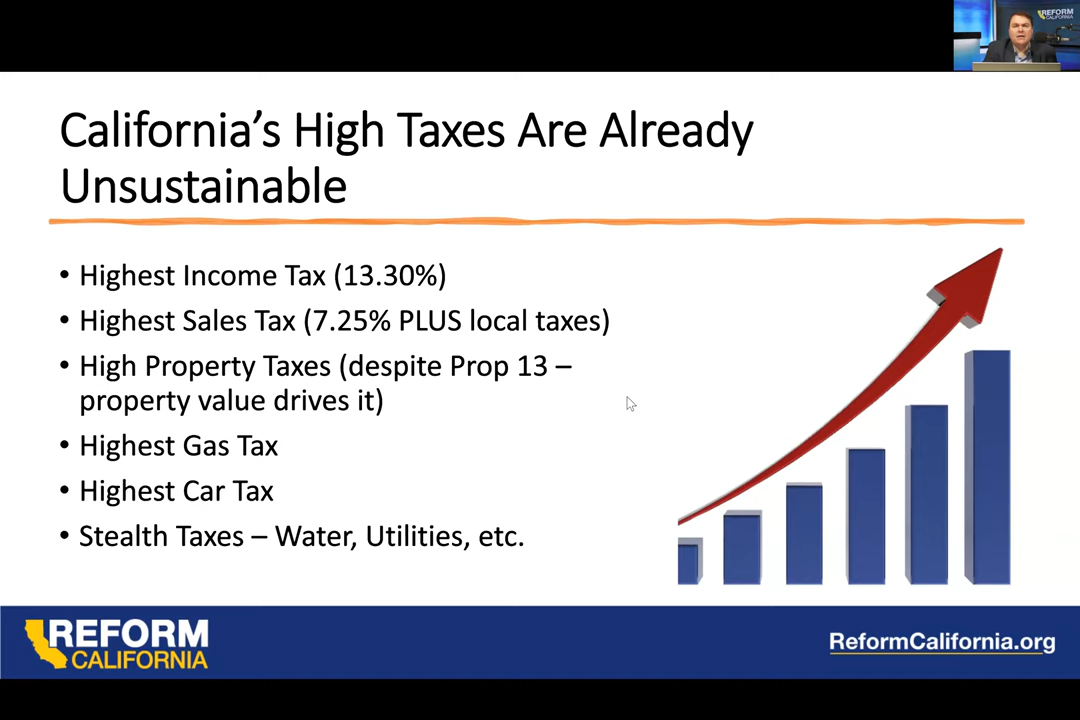 REFORM
CALIFORNIA
California’s High Taxes Are Already
Unsustainable
• Highest Income Tax (13.30%)
• Highest Sales Tax (7.25% PLUS local taxes)
• High Property Taxes (despite Prop 13 –
property value drives it)
• Highest Gas Tax
• Highest Car Tax
• Stealth Taxes – Water, Utilities, etc.
REFORM
CALIFORNIA
ReformCalifornia.org